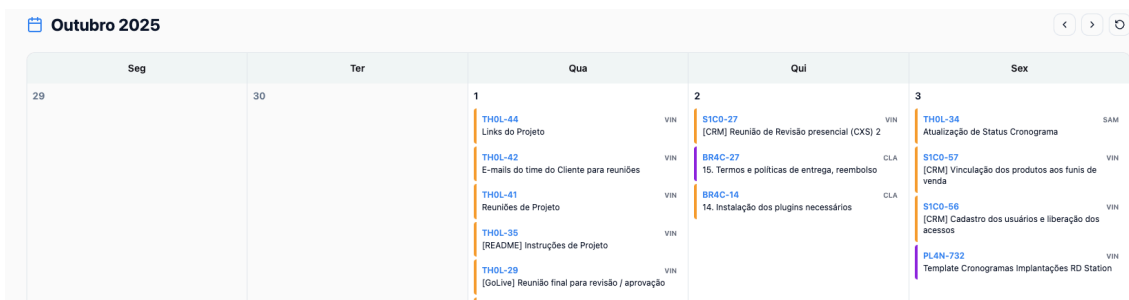 Outubro 2025
Seg
Ter
Qua
Qui
Sex
29
30
1
TH0L-44 VIN
Links do Projeto
TH0L-42 VIN
E-mails do time do Cliente para reuniões
TH0L-41 VIN
Reuniões de Projeto
TH0L-35 VIN
[README] Instruções de Projeto
TH0L-29 VIN
[GoLive] Reunião final para revisão / aprovação
2
S1C0-27 VIN
[CRM] Reunião de Revisão presencial (CXS) 2
BR4C-27 CLA
15. Termos e políticas de entrega, reembolso
BR4C-14 CLA
14. Instalação dos plugins necessários
3
TH0L-34 SAM
Atualização de Status Cronograma
S1C0-57 VIN
[CRM] Vinculação dos produtos aos funis de
venda
S1C0-56 VIN
[CRM] Cadastro dos usuários e liberação dos
acessos
PL4N-732 VIN
Template Cronogramas Implantações RD Station